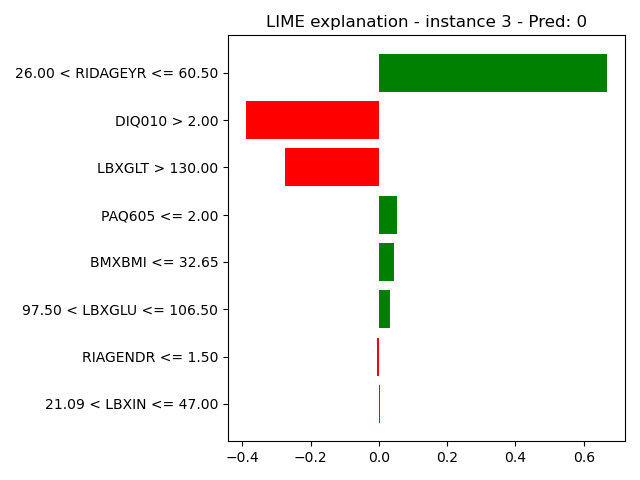 LIME explanation - instance 3 - Pred: 0
26.00 < RIDAGEYR <= 60.50
DIQ010 > 2.00
LBXGLT > 130.00
PAQ605 <= 2.00
BMXBMI <= 32.65
97.50 < LBXGLU <= 106.50
RIAGENDR <= 1.50
21.09 < LBXIN <= 47.00
−0.4 −0.2 0.0 0.2 0.4 0.6